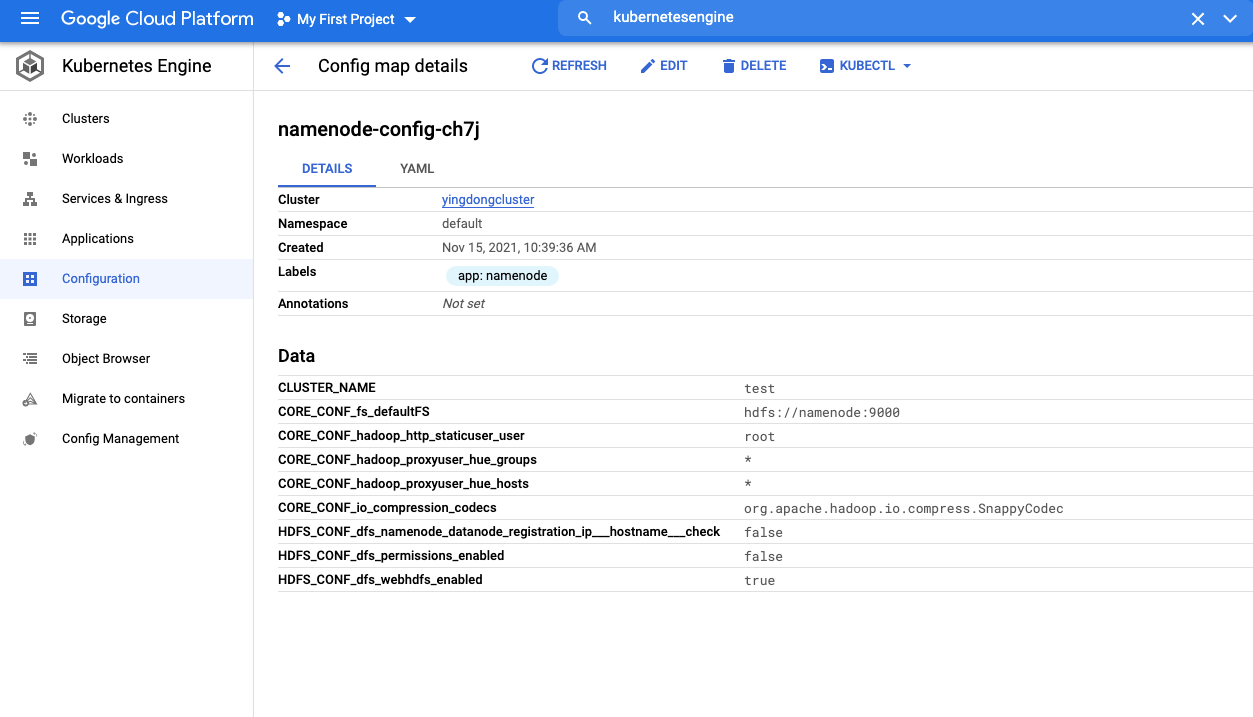 Google Cloud Platform My First Project kubernetesengine
Kubernetes Engine
Config map details REFRESH EDIT DELETE KUBECTL
Clusters
Workloads
Services & Ingress
Applications
Configuration
Storage
Object Browser
Migrate to containers
Config Management
namenode-config-ch7j
DETAILS YAML
Cluster yingdongcluster
Namespace default
Created Nov 15, 2021, 10:39:36 AM
Labels app: namenode
Annotations Not set
Data
CLUSTER_NAME test
CORE_CONF_fs_defaultFS hdfs://namenode:9000
CORE_CONF_hadoop_http_staticuser_user root
CORE_CONF_hadoop_proxyuser_hue_groups *
CORE_CONF_hadoop_proxyuser_hue_hosts *
CORE_CONF_io_compression_codecs org.apache.hadoop.io.compress.SnappyCodec
HDFS_CONF_dfs_namenode_datanode_registration_ip___hostname___check false
HDFS_CONF_dfs_permissions_enabled false
HDFS_CONF_dfs_webhdfs_enabled true